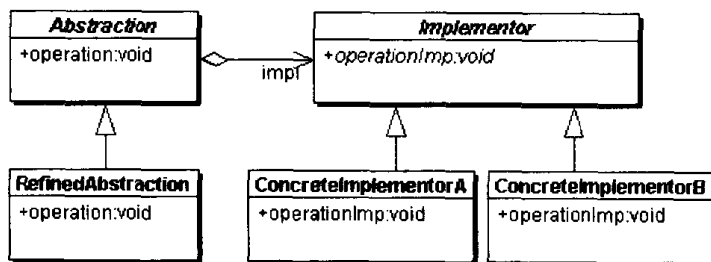 Abstraction
+operation:void
impl
Implementor
+operationImp:void
RefinedAbstraction
+operation:void
ConcreteImplementorA
+operationImp:void
ConcreteImplementorB
+operationImp:void